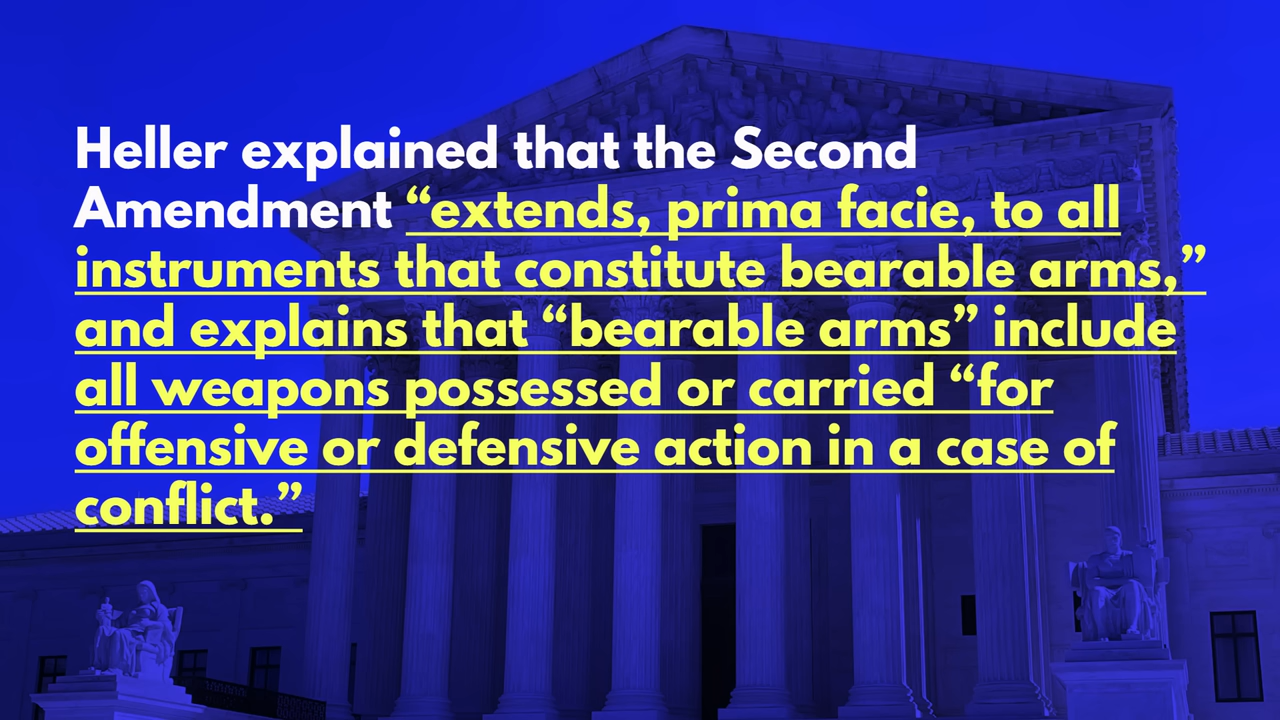 Heller explained that the Second
Amendment “extends, prima facie, to all
instruments that constitute bearable arms,”
and explains that “bearable arms” include
all weapons possessed or carried “for
offensive or defensive action in a case of
conflict.”